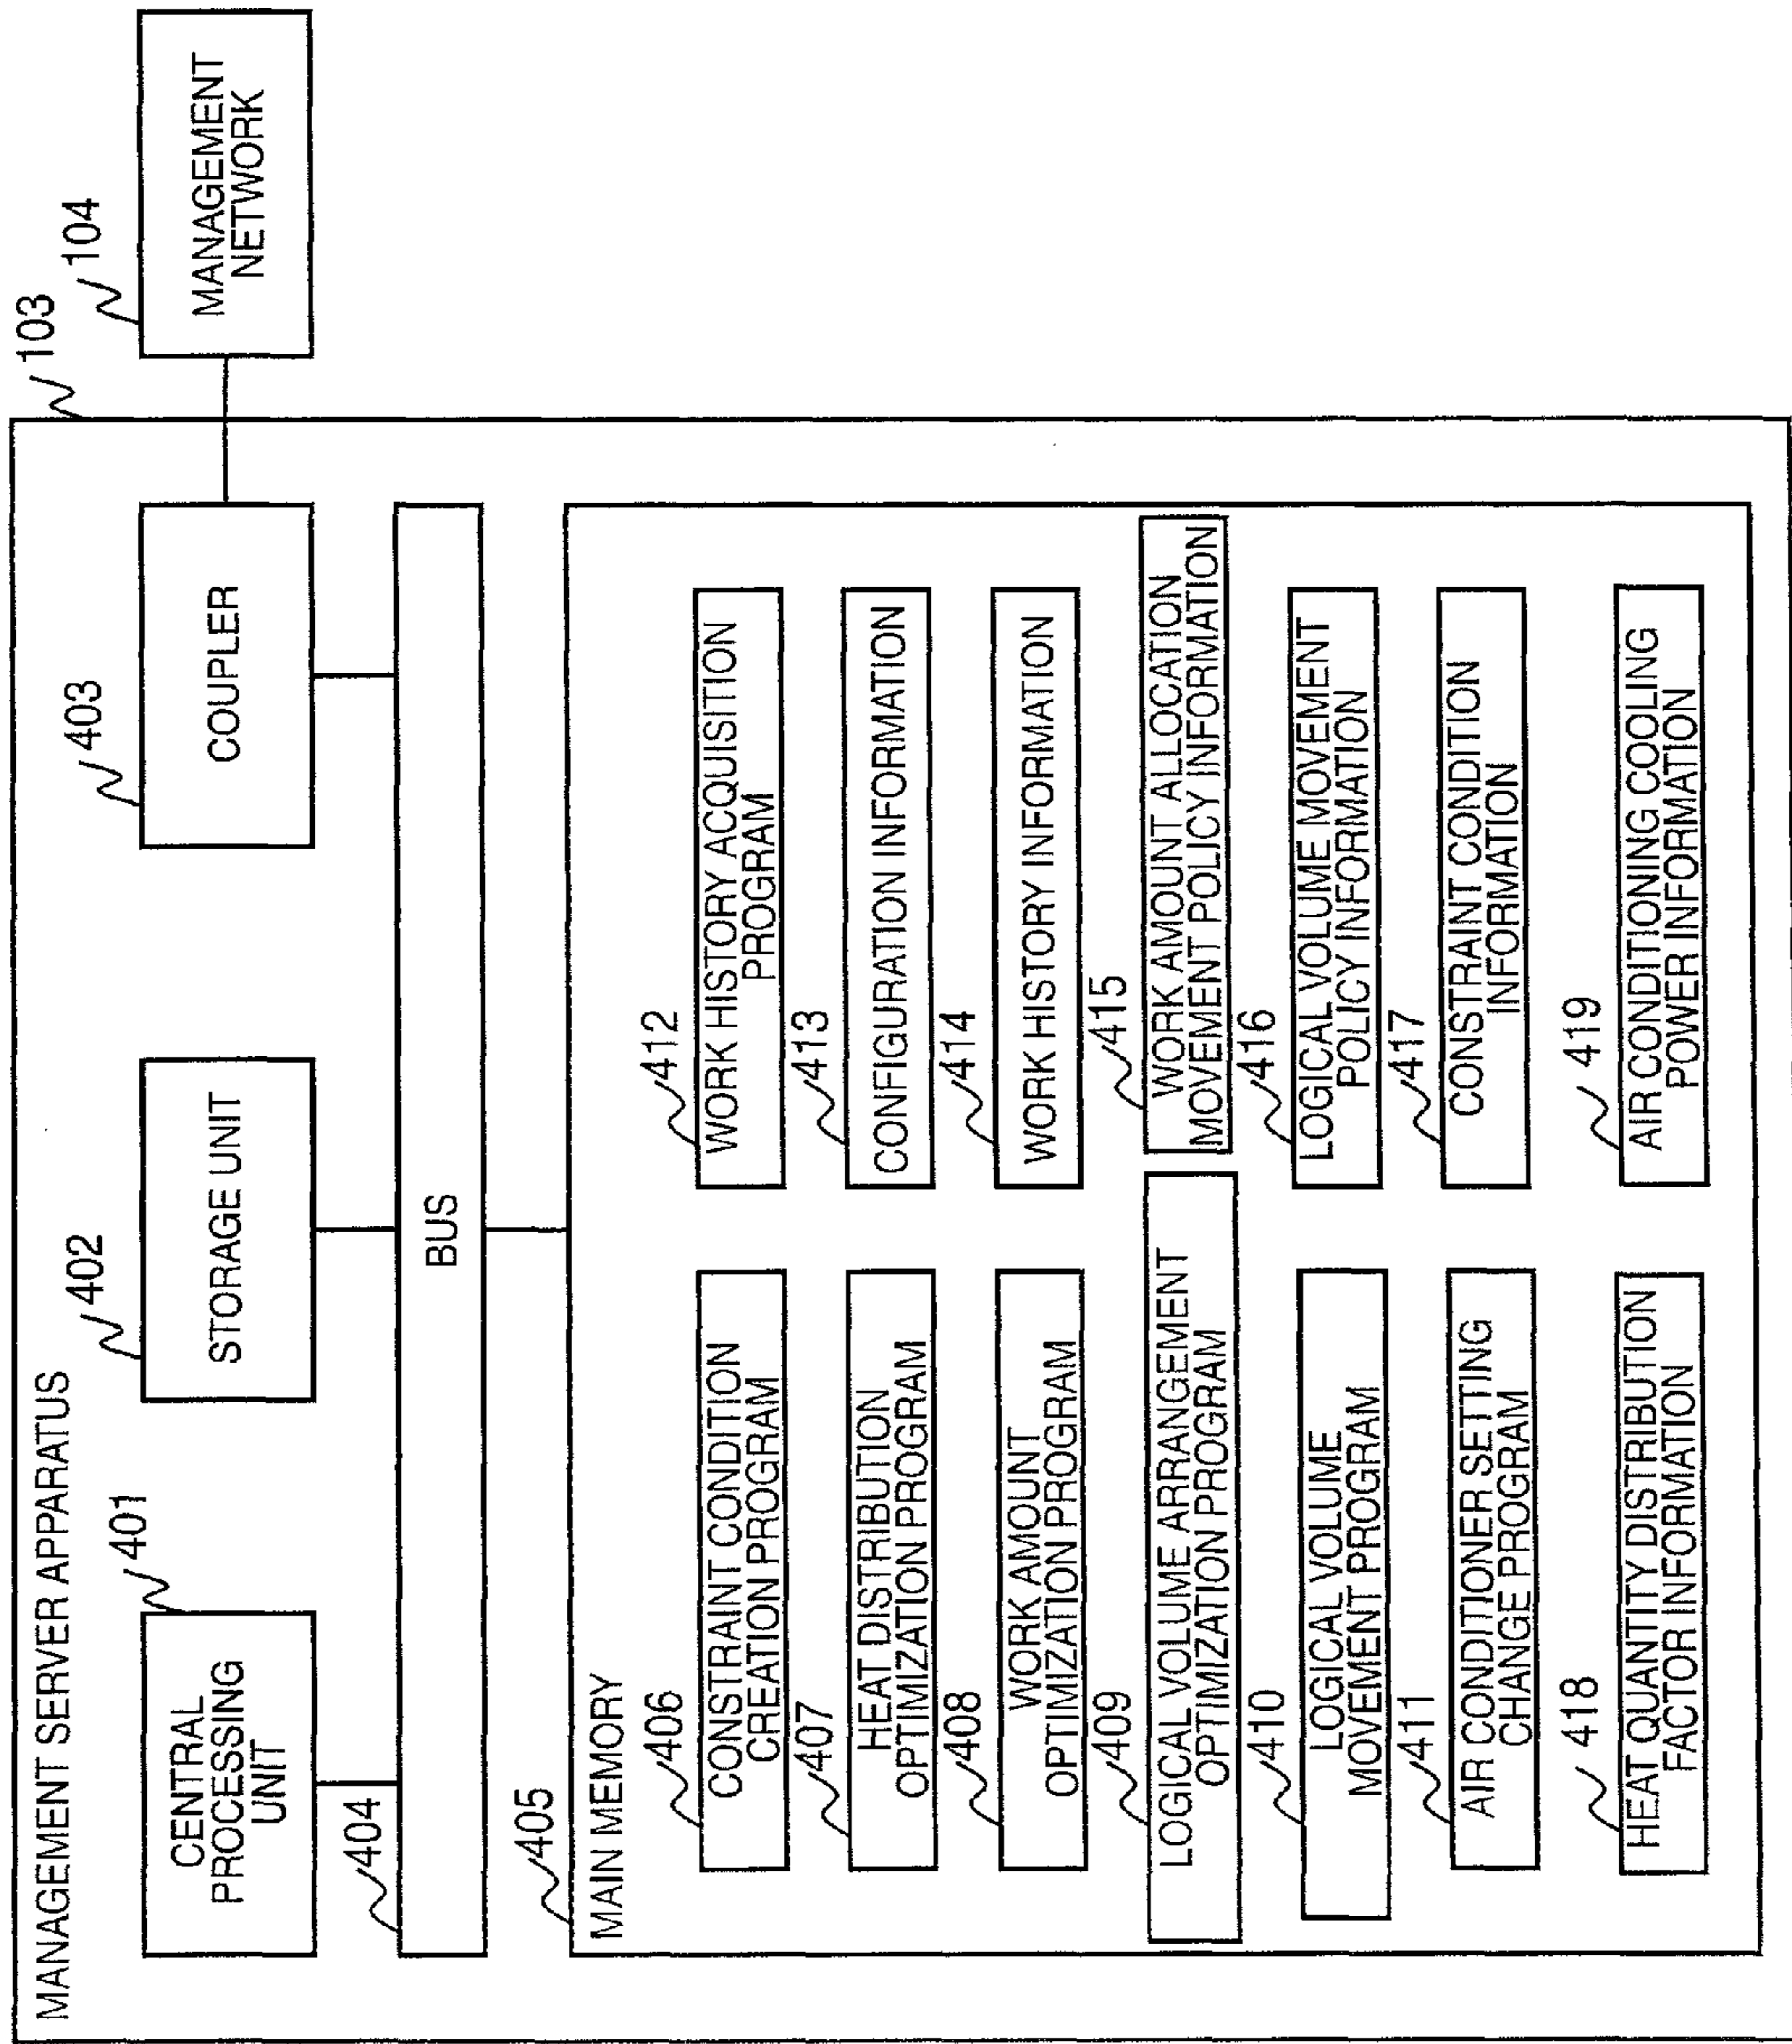 103
104
MANAGEMENT
NETWORK
MANAGEMENT SERVER APPARATUS
401
CENTRAL
PROCESSING
UNIT
402
STORAGE UNIT
403
COUPLER
404
BUS
405
MAIN MEMORY
406
CONSTRAINT CONDITION
CREATION PROGRAM
407
HEAT DISTRIBUTION
OPTIMIZATION PROGRAM
408
WORK AMOUNT
OPTIMIZATION PROGRAM
409
LOGICAL VOLUME ARRANGEMENT
OPTIMIZATION PROGRAM
410
LOGICAL VOLUME
MOVEMENT PROGRAM
411
AIR CONDITIONER SETTING
CHANGE PROGRAM
418
HEAT QUANTITY DISTRIBUTION
FACTOR INFORMATION
412
WORK HISTORY ACQUISITION
PROGRAM
413
CONFIGURATION INFORMATION
414
WORK HISTORY INFORMATION
415
WORK AMOUNT ALLOCATION
MOVEMENT POLICY INFORMATION
416
LOGICAL VOLUME MOVEMENT
POLICY INFORMATION
417
CONSTRAINT CONDITION
INFORMATION
419
AIR CONDITIONING COOLING
POWER INFORMATION